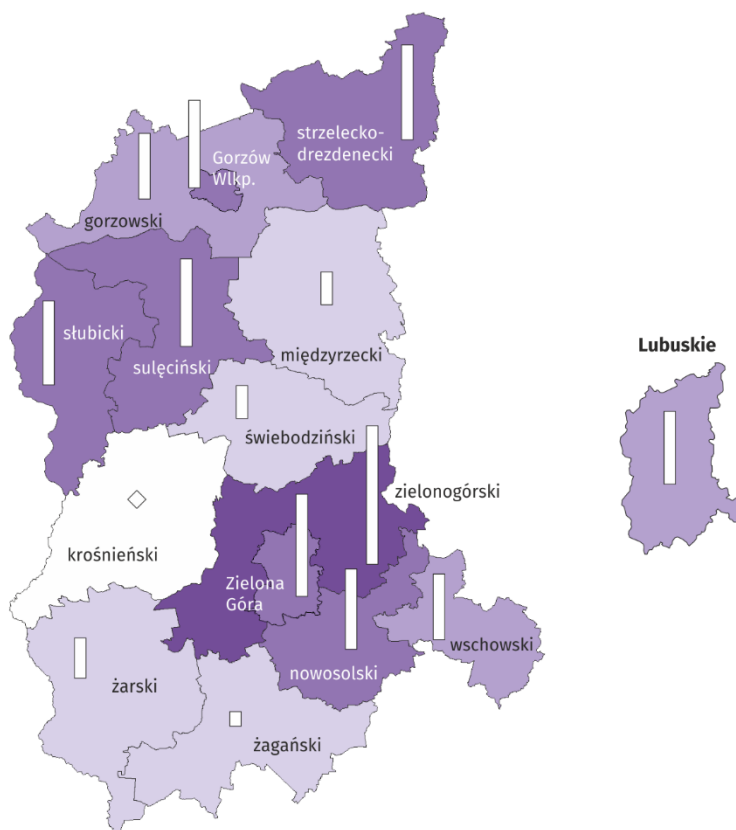 strzelecko-
drezdenecki
Gorzów
Wlkp.
gorzowski
słubicki
sulęciński
międzyrzecki
Lubuskie
świebodziński
zielonogórski
krośnieński
Zielona
Góra
wschowski
nowosolski
żarski
żagański